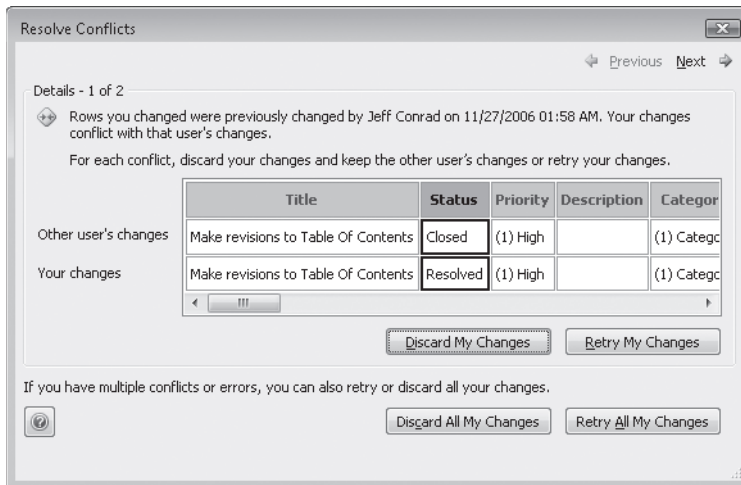 Resolve Conflicts
Previous Next
Details - 1 of 2
Rows you changed were previously changed by Jeff Conrad on 11/27/2006 01:58 AM. Your changes
conflict with that user's changes.
For each conflict, discard your changes and keep the other user's changes or retry your changes.
Title Status Priority Description Categor
Other user's changes Make revisions to Table Of Contents Closed (1) High (1) Catego
Your changes Make revisions to Table Of Contents Resolved (1) High (1) Catego
Discard My Changes Retry My Changes
If you have multiple conflicts or errors, you can also retry or discard all your changes.
Discard All My Changes Retry All My Changes